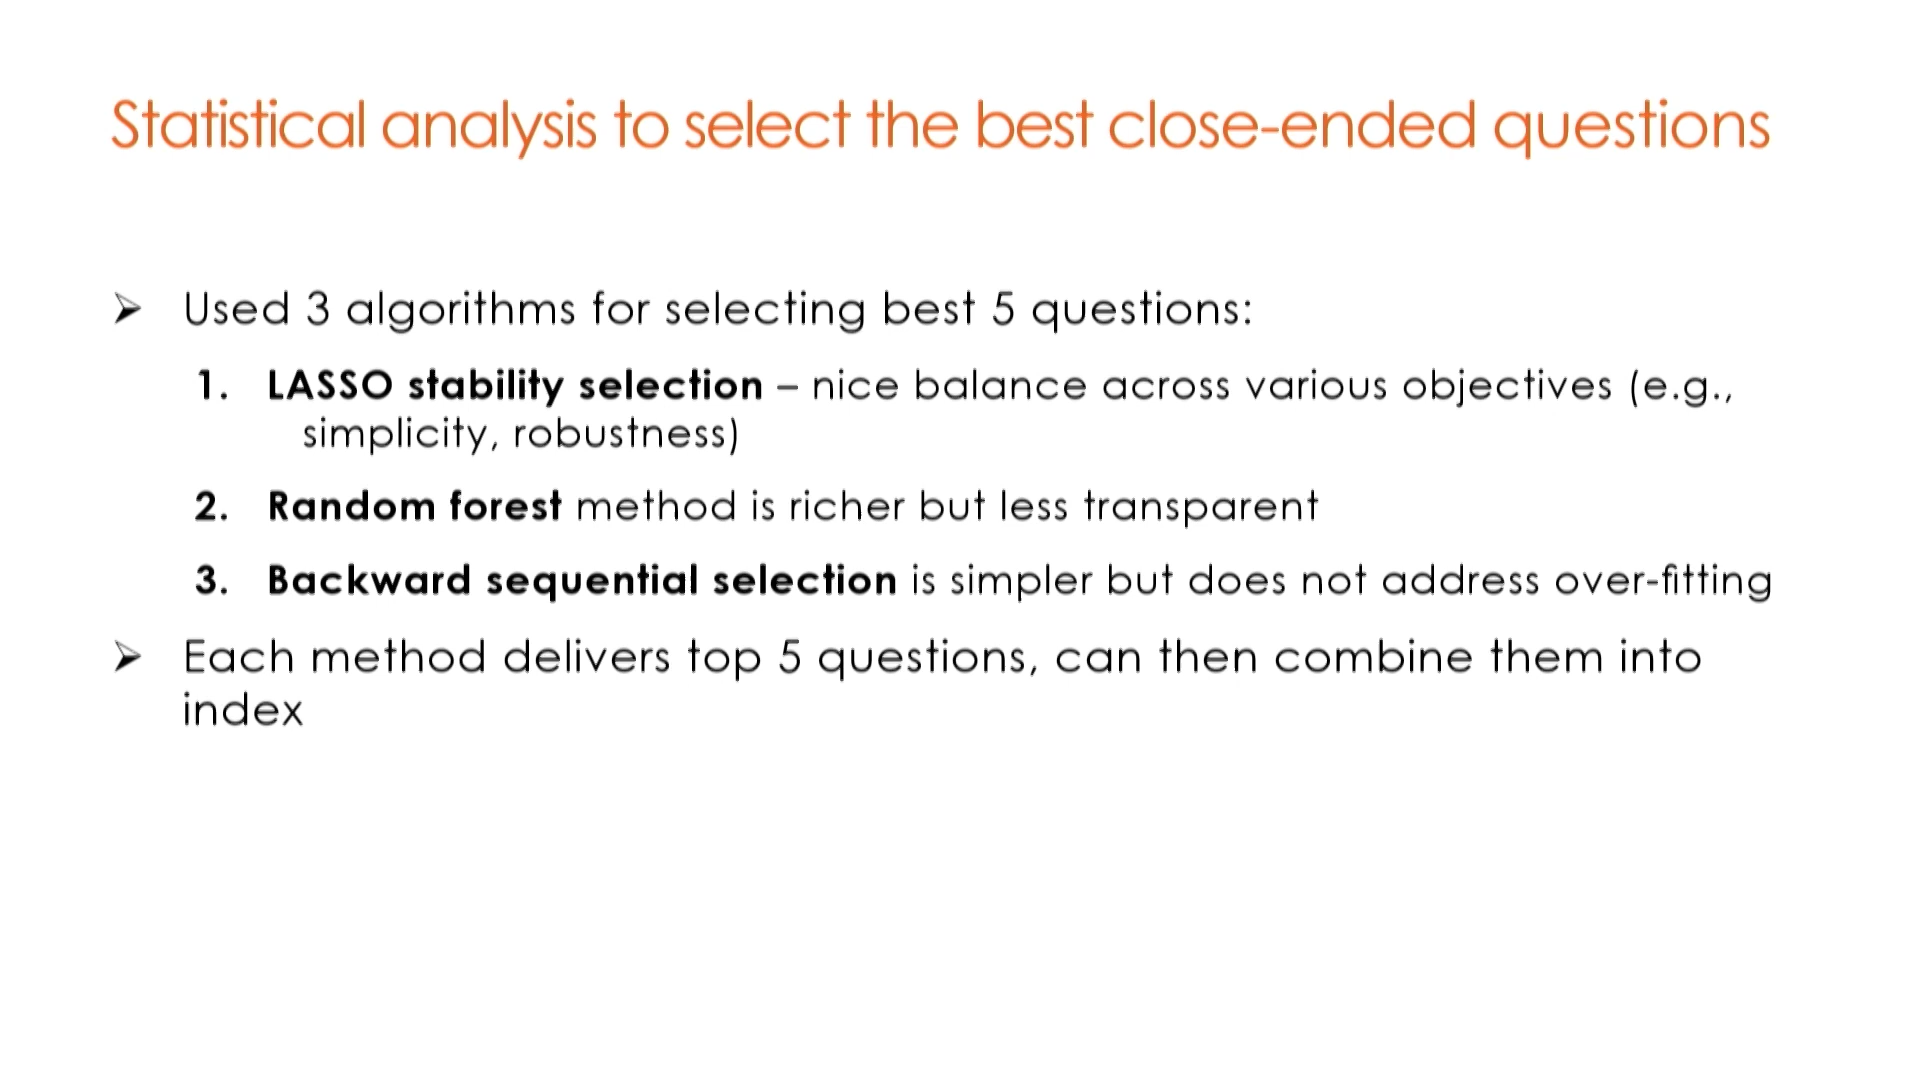 Statistical analysis to select the best close-ended questions
➢ Used 3 algorithms for selecting best 5 questions:
1. LASSO stability selection – nice balance across various objectives (e.g.,
simplicity, robustness)
2. Random forest method is richer but less transparent
3. Backward sequential selection is simpler but does not address over-fitting
➢ Each method delivers top 5 questions, can then combine them into
index